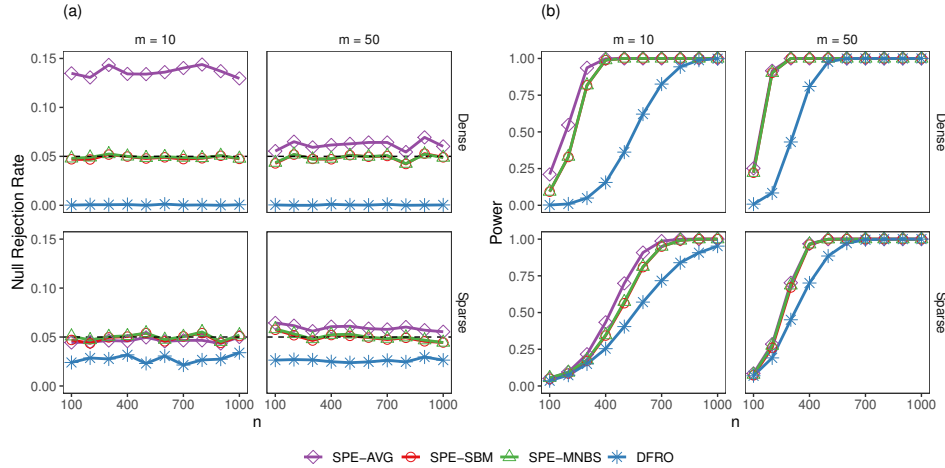 (a)
(b)
m = 10
m = 50
m = 10
m = 50
0.15
0.10
0.05
0.00
Dense
1.00
0.75
0.50
0.25
0.00
Dense
Null Rejection Rate
Power
0.15
0.10
0.05
0.00
Sparse
1.00
0.75
0.50
0.25
0.00
Sparse
100 400 700 1000
100 400 700 1000
100 400 700 1000
100 400 700 1000
n
n
SPE−AVG SPE−SBM SPE−MNBS DFRO